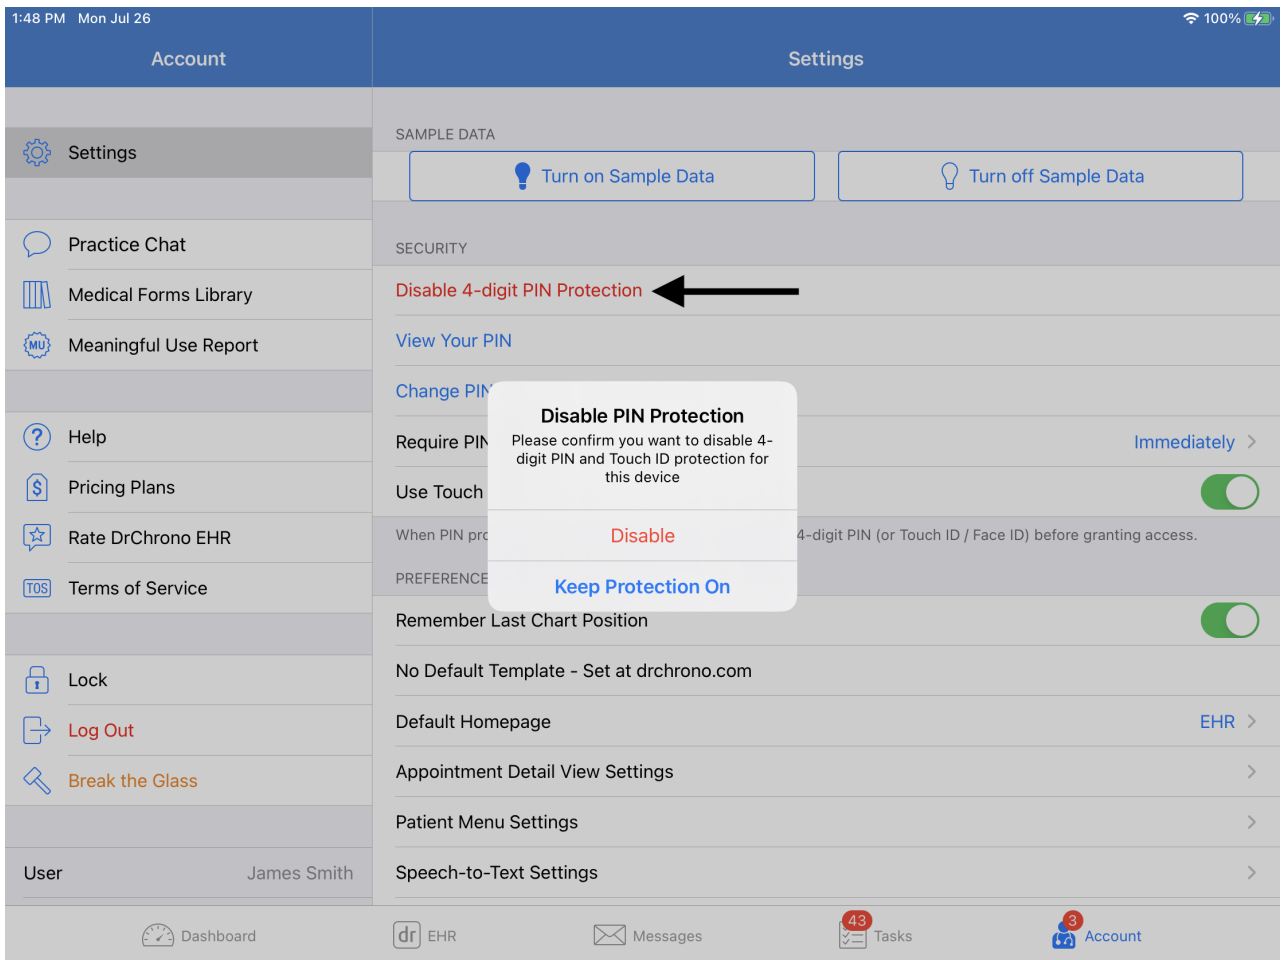 1:48 PM Mon Jul 26
100%
Account
Settings
Settings
Practice Chat
Medical Forms Library
MU
Meaningful Use Report
?
Help
$
Pricing Plans
Rate DrChrono EHR
TOS
Terms of Service
Lock
Log Out
Break the Glass
User James Smith
SAMPLE DATA
Turn on Sample Data
Turn off Sample Data
SECURITY
Disable 4-digit PIN Protection
View Your PIN
Change PIN
Require PIN
Immediately
Use Touch
When PIN pro
4-digit PIN (or Touch ID / Face ID) before granting access.
Disable PIN Protection
Please confirm you want to disable 4-
digit PIN and Touch ID protection for
this device
Disable
Keep Protection On
PREFERENCE
Remember Last Chart Position
No Default Template - Set at drchrono.com
Default Homepage
EHR
Appointment Detail View Settings
Patient Menu Settings
Speech-to-Text Settings
Dashboard
dr EHR
Messages
43
Tasks
3
Account